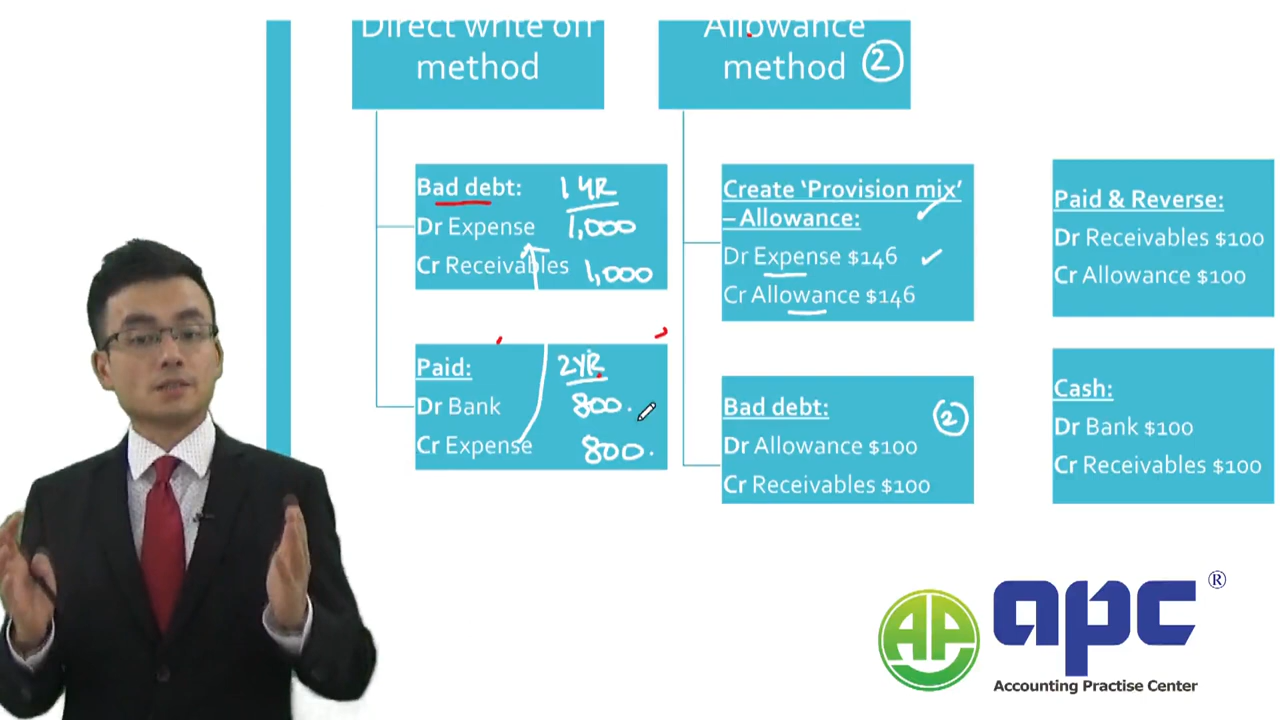 Direct write off
method
Allowance
method 2
Bad debt: 1 YR
Dr Expense 1,000
Cr Receivables 1,000
Paid: 2YR
Dr Bank 800.
Cr Expense 800.
Create ‘Provision mix’
– Allowance:
Dr Expense $146
Cr Allowance $146
Bad debt: 2
Dr Allowance $100
Cr Receivables $100
Paid & Reverse:
Dr Receivables $100
Cr Allowance $100
Cash:
Dr Bank $100
Cr Receivables $100
AP
apc ®
Accounting Practise Center